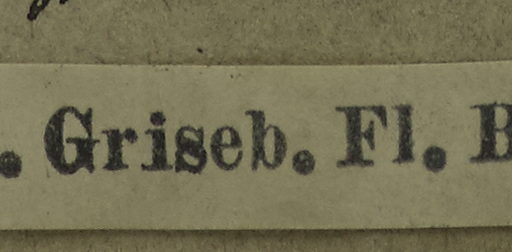 . Griseb. Fl.